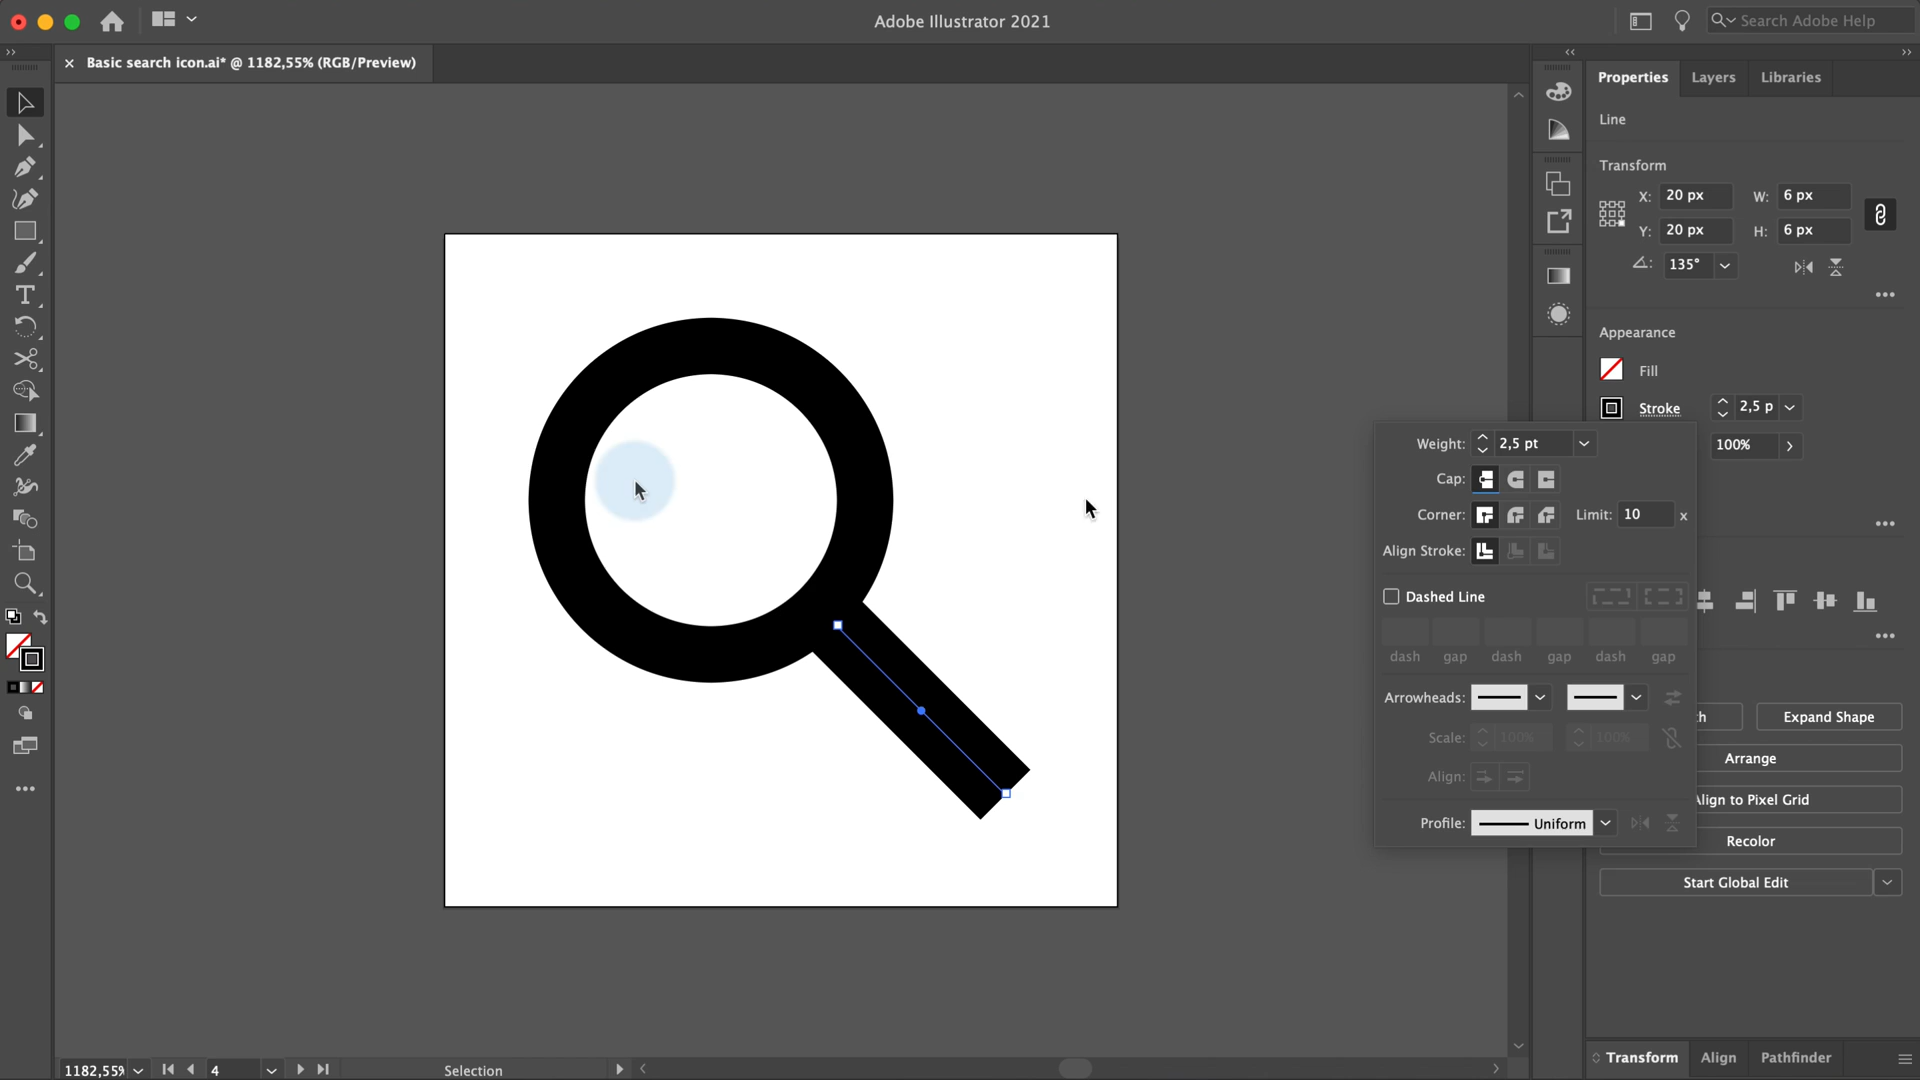 Adobe Illustrator 2021
Search Adobe Help
Basic search icon.ai* @ 1182,55% (RGB/Preview)
Properties Layers Libraries
Line
Transform
X: 20 px W: 6 px
Y: 20 px H: 6 px
135°
Appearance
Fill
Stroke 2,5 p
100%
Weight: 2,5 pt
Cap:
Corner: Limit: 10 x
Align Stroke:
Dashed Line
dash gap dash gap dash gap
Arrowheads:
Scale: 100% 100%
Align:
Profile: Uniform
Expand Shape
Arrange
Align to Pixel Grid
Recolor
Start Global Edit
1182,55% 4 Selection
Transform Align Pathfinder